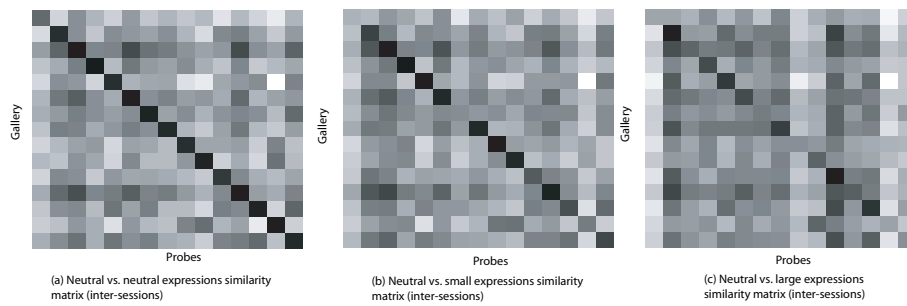 Gallery
Probes
(a) Neutral vs. neutral expressions similarity
matrix (inter-sessions)
Gallery
Probes
(b) Neutral vs. small expressions similarity
matrix (inter-sessions)
Gallery
Probes
(c) Neutral vs. large expressions
similarity matrix (inter-sessions)